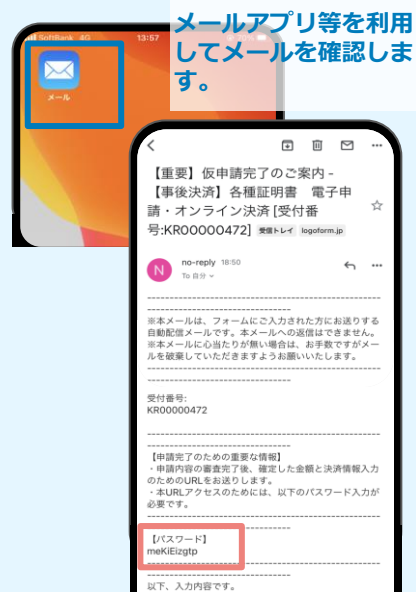 メールアプリ等を利用
してメールを確認しま
す。
SoftBank 4G
13:57
メール
【重要】仮申請完了のご案内 -
【事後決済】各種証明書　電子申
請・オンライン決済 [受付番
号:KR00000472] 受信トレイ logoform.jp
N
no-reply 18:50
To 自分
--------------------------------------------------
------------------------------
※本メールは、フォームにご入力された方にお送りする
自動配信メールです。本メールへの返信はできません。
※本メールに心当たりが無い場合は、お手数ですがメー
ルを破棄していただきますようお願いいたします。
--------------------------------------------------
------------------------------
受付番号:
KR00000472
--------------------------------------------------
------------------------------
【申請完了のための重要な情報】
・申請内容の審査完了後、確定した金額と決済情報入力
のためのURLをお送りします。
・本URLアクセスのためには、以下のパスワード入力が
必要です。
--------------------------------------------------
------------------------------
【パスワード】
meKiEizgtp
--------------------------------------------------
------------------------------
以下、入力内容です。